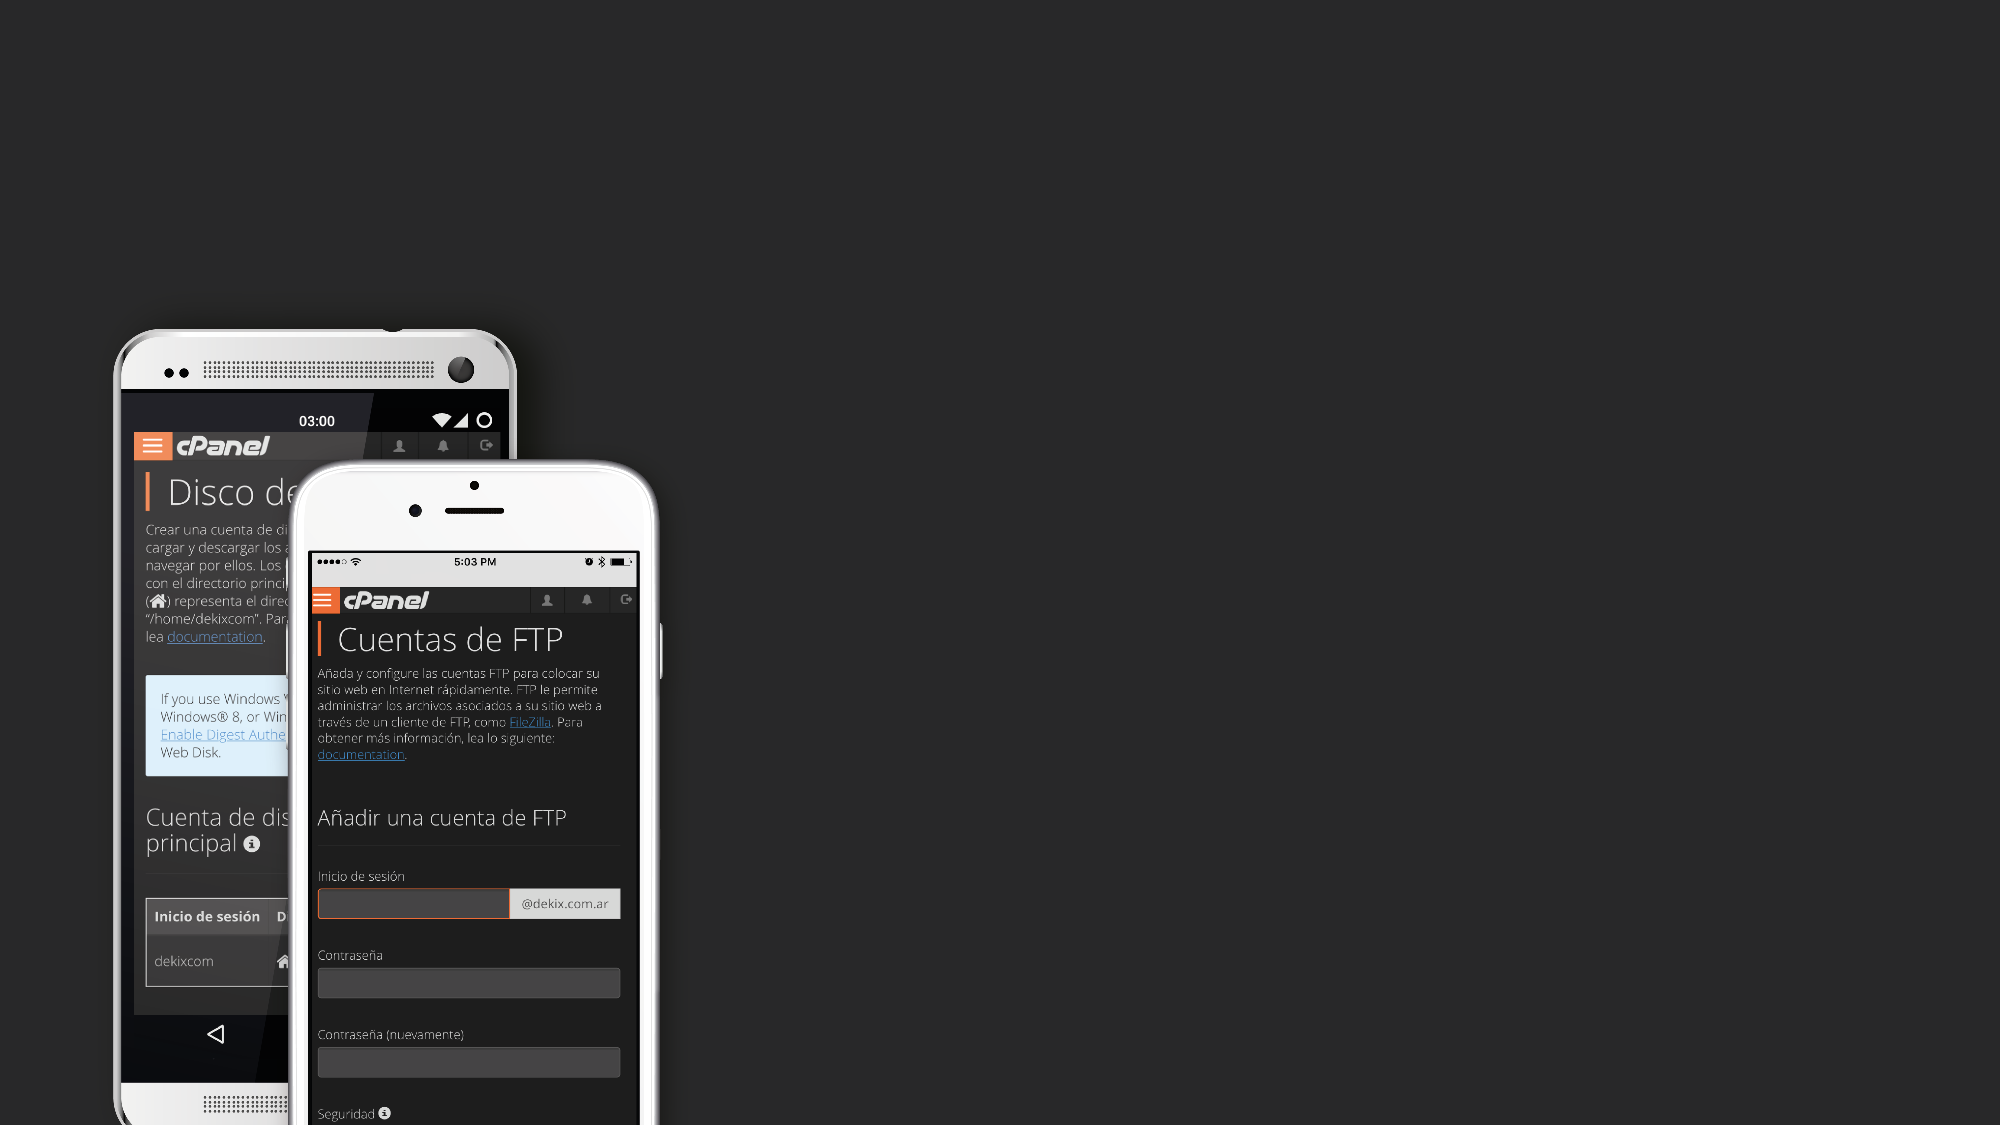 03:00
cPanel
Disco de
Crear una cuenta de di
cargar y descargar los a
navegar por ellos. Los
con el directorio princi
() representa el direc
“/home/dekixcom”. Par
lea documentation.
If you use Windows
Windows® 8, or Win
Enable Digest Authe
Web Disk.
Cuenta de dis
principal
Inicio de sesión D
dekixcom
5:03 PM
cPanel
Cuentas de FTP
Añada y configure las cuentas FTP para colocar su
sitio web en Internet rápidamente. FTP le permite
administrar los archivos asociados a su sitio web a
través de un cliente de FTP, como FileZilla. Para
obtener más información, lea lo siguiente:
documentation.
Añadir una cuenta de FTP
Inicio de sesión
@dekix.com.ar
Contraseña
Contraseña (nuevamente)
Seguridad